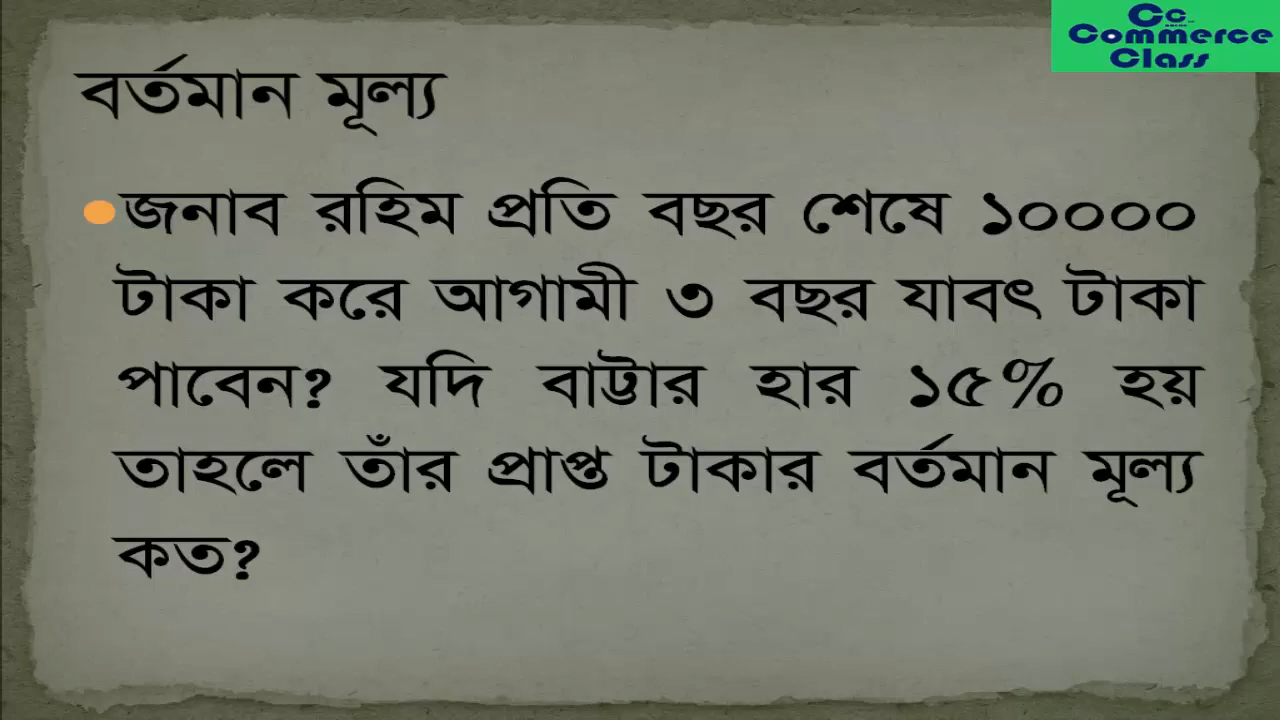 Cc
Commerce
Class
বর্তমান মূল্য
জনাব রহিম প্রতি বছর শেষে ১০০০০
টাকা করে আগামী ৩ বছর যাবৎ টাকা
পাবেন? যদি বাট্টার হার ১৫% হয়
তাহলে তাঁর প্রাপ্ত টাকার বর্তমান মূল্য
কত?